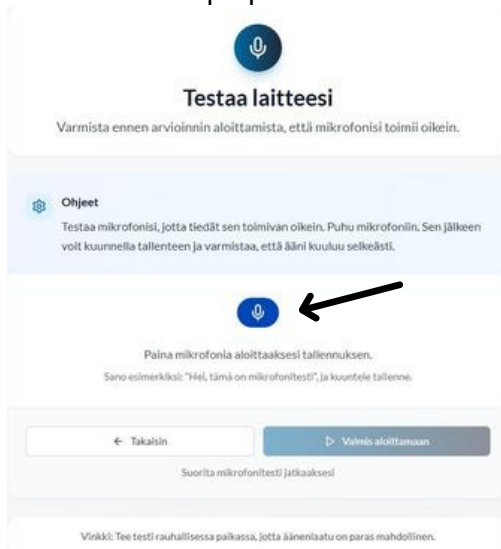 Testaa laitteesi
Varmista ennen arvioinnin aloittamista, että mikrofonisi toimii oikein.
Ohjeet
Testaa mikrofonisi, jotta tiedät sen toimivan oikein. Puhu mikrofoniin. Sen jälkeen
voit kuunnella tallenteen ja varmistaa, että ääni kuuluu selkeästi.
Paina mikrofonia aloittaaksesi tallennuksen.
Sano esimerkiksi: "Hei, tämä on mikrofonitesti", ja kuuntele tallenne.
← Takaisin
Valmis aloittamaan
Suorita mikrofonitesti jatkaaksesi
Vinkki: Tee testi rauhallisessa paikassa, jotta äänenlaatu on paras mahdollinen.